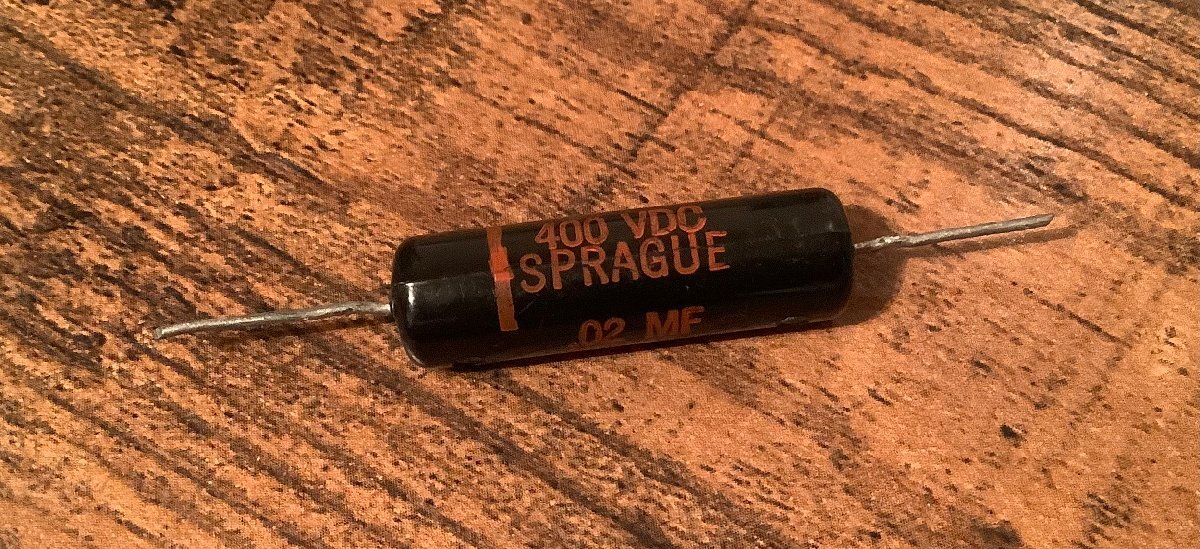 400 VDC
SPRAGUE
.02 MF